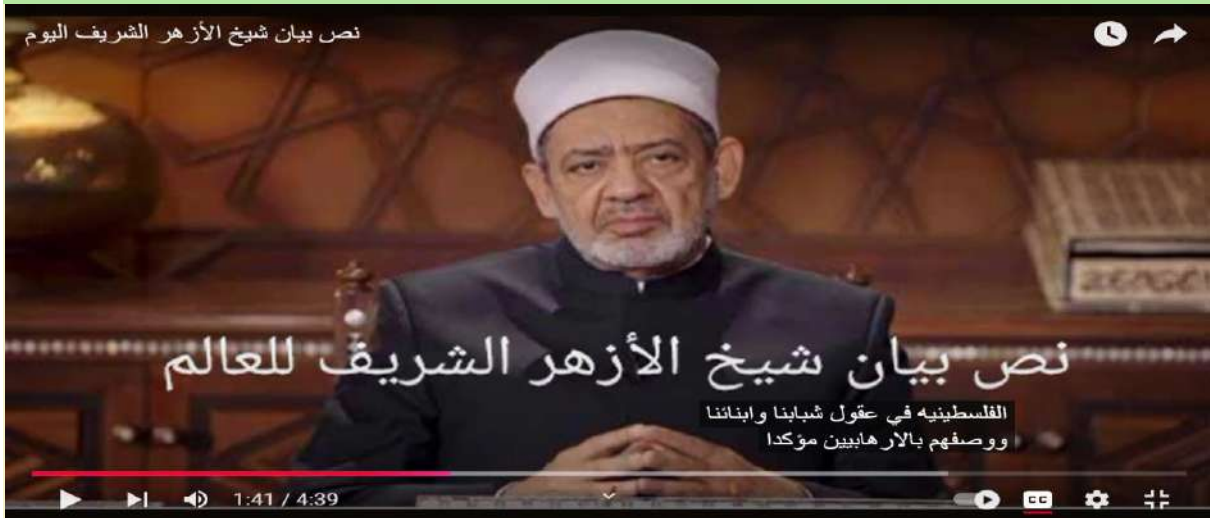 نص بيان شيخ الأزهر الشريف اليوم
نص بيان شيخ الأزهر الشريف للعالم
الفلسطينيه في عقول شبابنا وابنائنا
ووصفهم بالارهابيين مؤكدا
1:41 / 4:39
CC